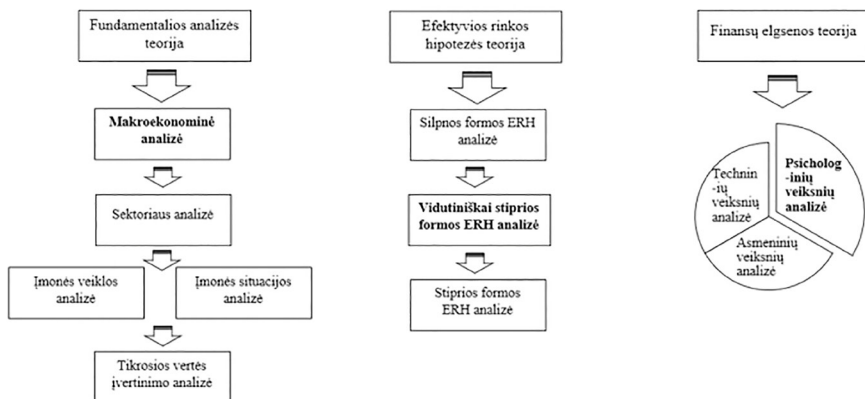 Fundamentalios analizės
teorija
Makroekonominė
analizė
Sektoriaus analizė
Įmonės veiklos
analizė
Įmonės situacijos
analizė
Tikrosios vertės
įvertinimo analizė
Efektyvios rinkos
hipotezės teorija
Silpnos formos ERH
analizė
Vidutiniškai stiprios
formos ERH analizė
Stiprios formos
ERH analizė
Finansų elgsenos teorija
Technin
-ių
veiksnių
analizė
Psicholog
-inių
veiksnių
analizė
Asmeninių
veiksnių
analizė